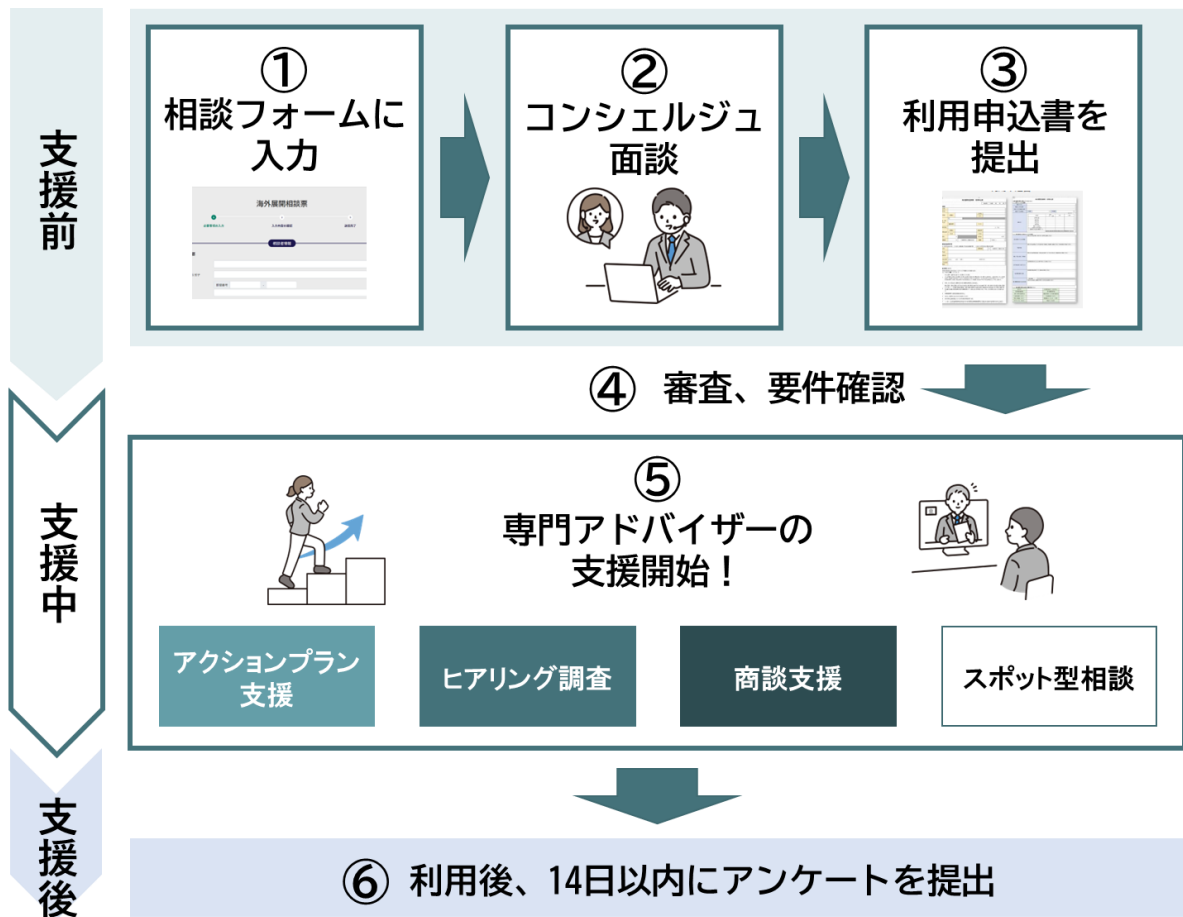 支援前
①
相談フォームに
入力
海外展開相談票
②
コンシェルジュ
面談
③
利用申込書を
提出
④ 審査、要件確認
支援中
⑤
専門アドバイザーの
支援開始！
アクションプラン
支援
ヒアリング調査
商談支援
スポット型相談
支援後
⑥ 利用後、14日以内にアンケートを提出